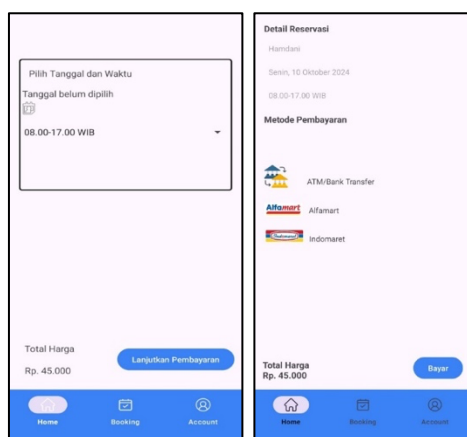 Pilih Tanggal dan Waktu
Tanggal belum dipilih
08.00-17.00 WIB
Total Harga
Rp. 45.000
Lanjutkan Pembayaran
Home
Booking
Account
Detail Reservasi
Hamdani
Senin, 10 Oktober 2024
08.00-17.00 WIB
Metode Pembayaran
ATM/Bank Transfer
Alfamart Alfamart
Indomaret Indomaret
Total Harga
Rp. 45.000
Bayar
Home
Booking
Account